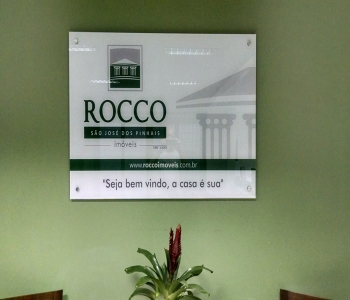 ROCCO
SÃO JOSÉ DOS PINHAIS
imóveis
www.roccoimoveis.com.br
"Seja bem vindo, a casa é sua"